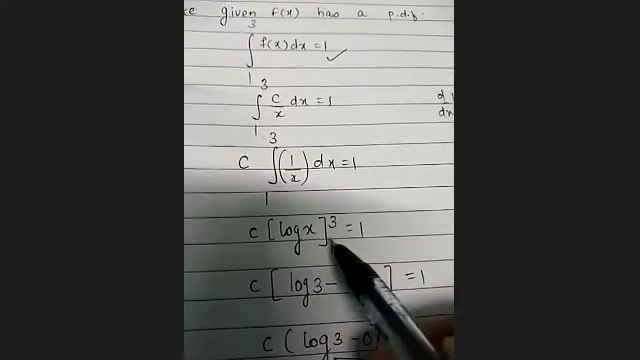 given f(x) has a p.d.f.
3
∫ f(x) dx = 1 ✓
1
3
∫ c/x dx = 1
1
3
C ∫ (1/x) dx = 1
1
c [log x]³ = 1
c [ log 3 - ] = 1
c ( log 3 - 0)